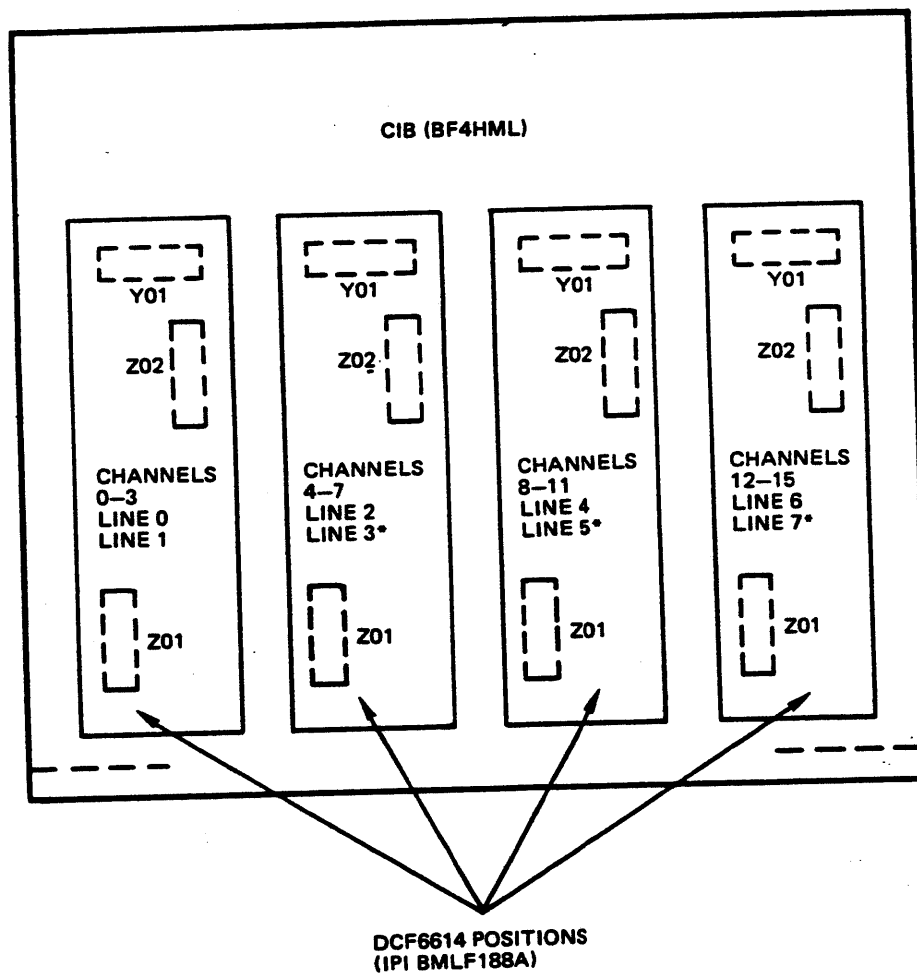 CIB (BF4HML)
Y01
Z02
CHANNELS
0–3
LINE 0
LINE 1
Z01
Y01
Z02
CHANNELS
4–7
LINE 2
LINE 3*
Z01
Y01
Z02
CHANNELS
8–11
LINE 4
LINE 5*
Z01
Y01
Z02
CHANNELS
12–15
LINE 6
LINE 7*
Z01
DCF6614 POSITIONS
(IPI BMLF188A)